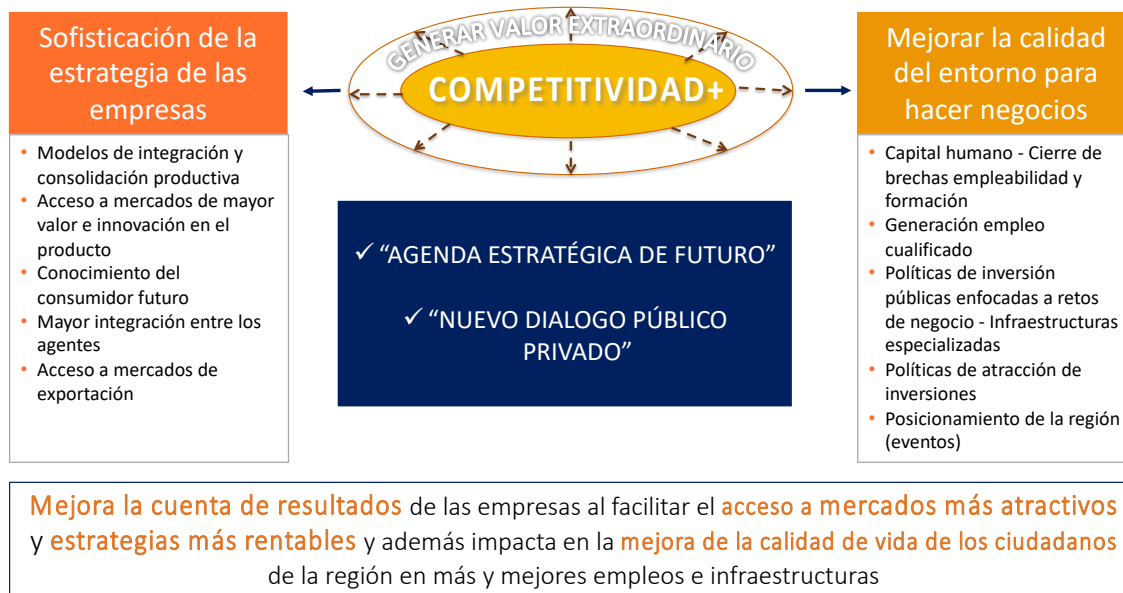 Sofisticación de la
estrategia de las
empresas
• Modelos de integración y
consolidación productiva
• Acceso a mercados de mayor
valor e innovación en el
producto
• Conocimiento del
consumidor futuro
• Mayor integración entre los
agentes
• Acceso a mercados de
exportación
GENERAR VALOR EXTRAORDINARIO
COMPETITIVIDAD+
✓ “AGENDA ESTRATÉGICA DE FUTURO”
✓ “NUEVO DIALOGO PÚBLICO
PRIVADO”
Mejorar la calidad
del entorno para
hacer negocios
• Capital humano - Cierre de
brechas empleabilidad y
formación
• Generación empleo
cualificado
• Políticas de inversión
públicas enfocadas a retos
de negocio - Infraestructuras
especializadas
• Políticas de atracción de
inversiones
• Posicionamiento de la región
(eventos)
Mejora la cuenta de resultados de las empresas al facilitar el acceso a mercados más atractivos
y estrategias más rentables y además impacta en la mejora de la calidad de vida de los ciudadanos
de la región en más y mejores empleos e infraestructuras